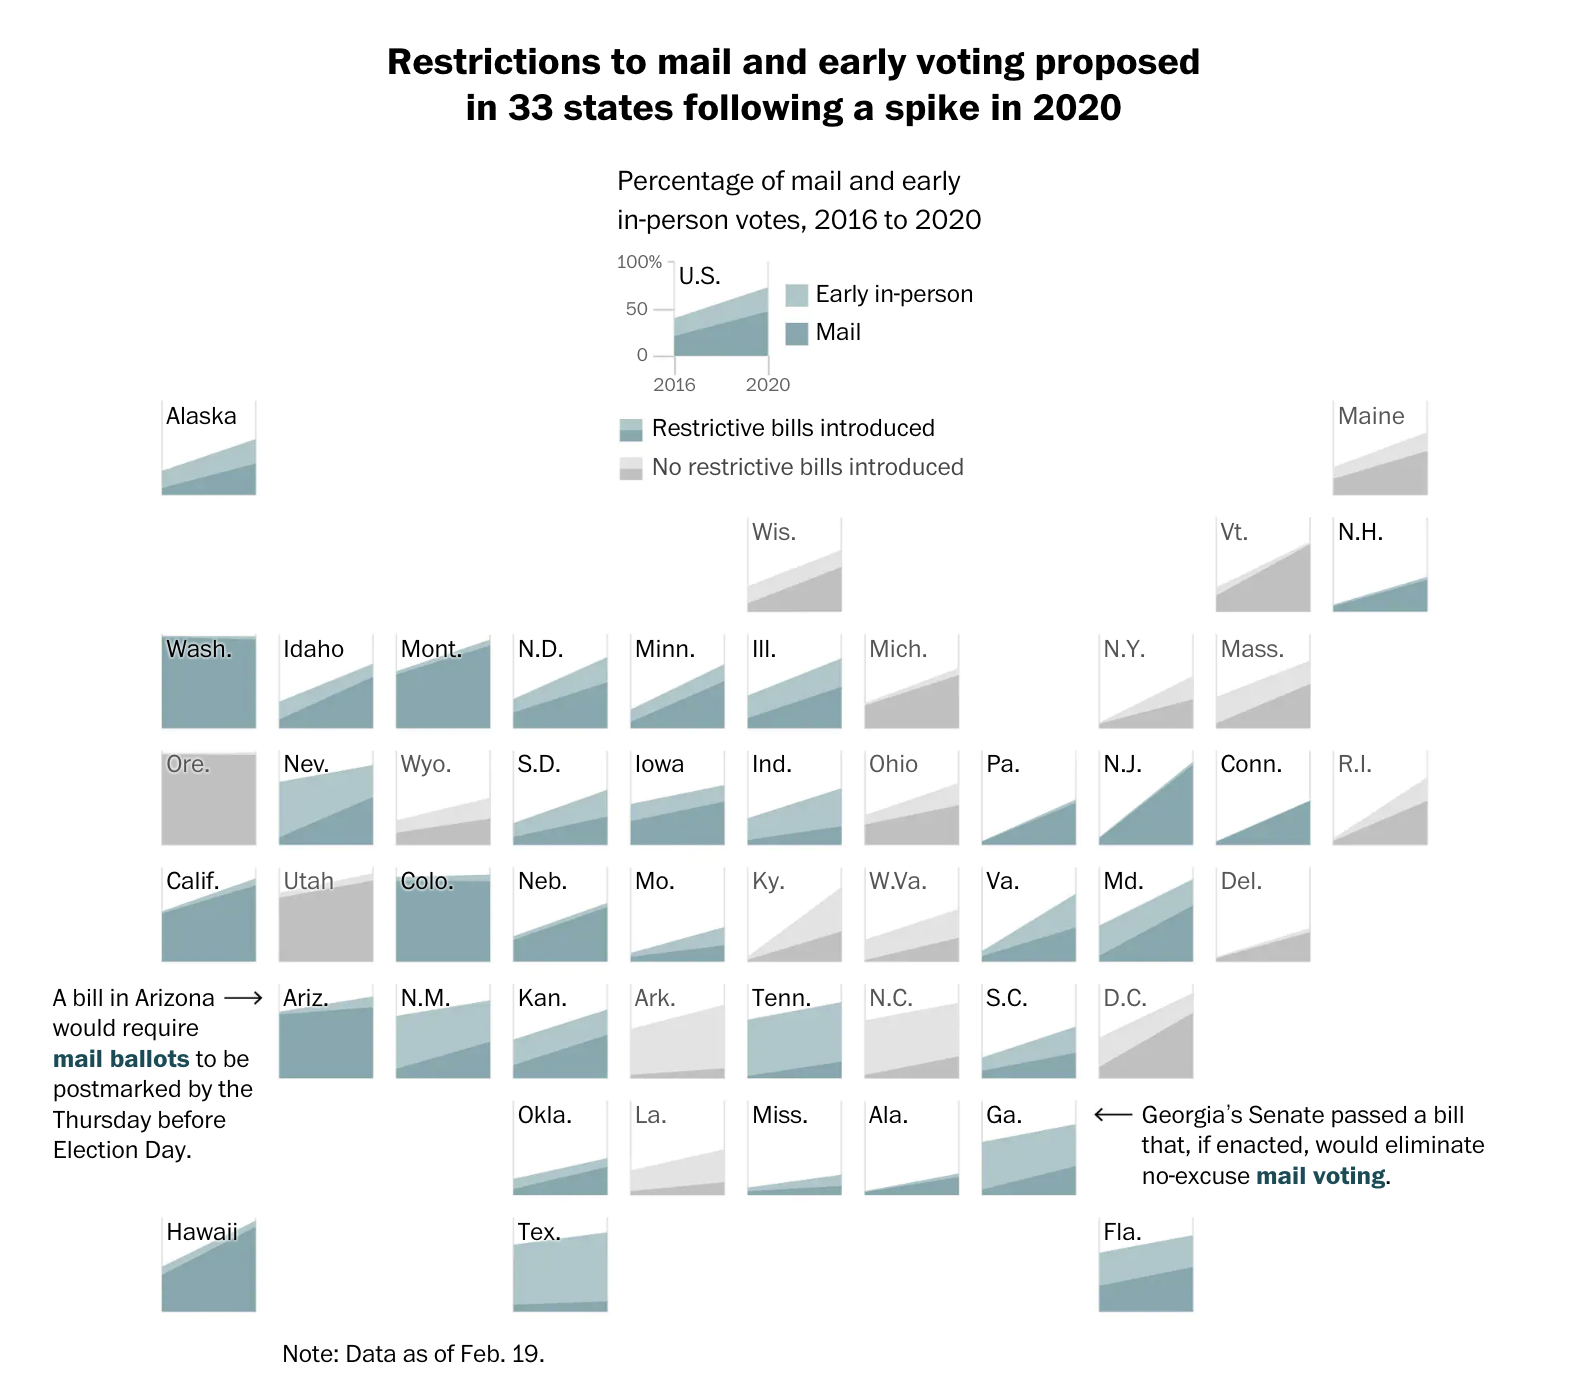 Restrictions to mail and early voting proposed
in 33 states following a spike in 2020
Percentage of mail and early
in-person votes, 2016 to 2020
100%
U.S.
50
0
2016
2020
Early in-person
Mail
Restrictive bills introduced
No restrictive bills introduced
Alaska
Maine
Wis.
Vt.
N.H.
Wash.
Idaho
Mont.
N.D.
Minn.
Ill.
Mich.
N.Y.
Mass.
Ore.
Nev.
Wyo.
S.D.
Iowa
Ind.
Ohio
Pa.
N.J.
Conn.
R.I.
Calif.
Utah
Colo.
Neb.
Mo.
Ky.
W.Va.
Va.
Md.
Del.
A bill in Arizona →
would require
mail ballots to be
postmarked by the
Thursday before
Election Day.
Ariz.
N.M.
Kan.
Ark.
Tenn.
N.C.
S.C.
D.C.
Okla.
La.
Miss.
Ala.
Ga.
← Georgia’s Senate passed a bill
that, if enacted, would eliminate
no-excuse mail voting.
Hawaii
Tex.
Fla.
Note: Data as of Feb. 19.